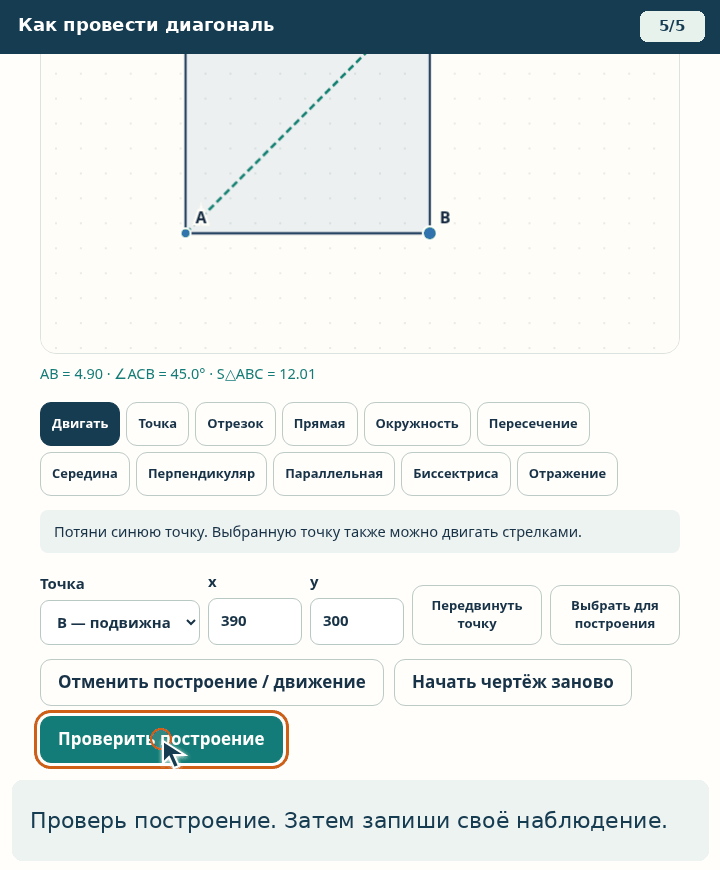 Как провести диагональ
5/5
A
B
AB = 4.90 · ∠ACB = 45.0° · S△ABC = 12.01
Двигать Точка Отрезок Прямая Окружность Пересечение
Середина Перпендикуляр Параллельная Биссектриса Отражение
Потяни синюю точку. Выбранную точку также можно двигать стрелками.
Точка x y
B — подвижна 390 300
Передвинуть точку
Выбрать для построения
Отменить построение / движение Начать чертёж заново
Проверить построение
Проверь построение. Затем запиши своё наблюдение.